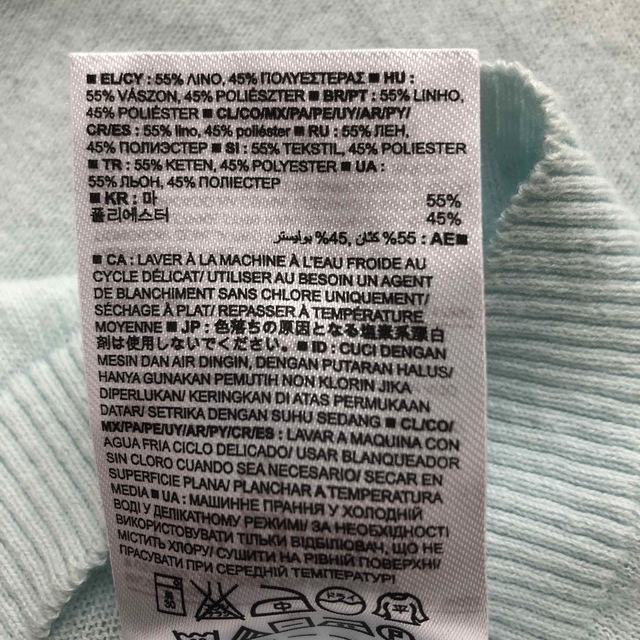 ■ EL/CY : 55% ΛΙΝΟ, 45% ΠΟΛΥΕΣΤΕΡΑΣ ■ HU :
55% VÁSZON, 45% POLIÉSZTER ■ BR/PT : 55% LINHO,
45% POLIÉSTER ■ CL/CO/MX/PA/PE/UY/AR/PY/
CR/ES : 55% lino, 45% poliéster ■ RU : 55% ЛЕН,
45% ПОЛИЭСТЕР ■ SI : 55% TEKSTIL, 45% POLIESTER
■ TR : 55% KETEN, 45% POLYESTER ■ UA :
55% ЛЬОН, 45% ПОЛІЕСТЕР
■ KR : 마 55%
폴리에스터 45%
■AE : 55% كتان, 45% بوليستر
■ CA : LAVER À LA MACHINE À L'EAU FROIDE AU
CYCLE DÉLICAT/ UTILISER AU BESOIN UN AGENT
DE BLANCHIMENT SANS CHLORE UNIQUEMENT/
SÉCHAGE À PLAT/ REPASSER À TEMPÉRATURE
MOYENNE ■ JP : 色落ちの原因となる塩素系漂白
剤は使用しないでください。 ■ ID : CUCI DENGAN
MESIN DAN AIR DINGIN, DENGAN PUTARAN HALUS/
HANYA GUNAKAN PEMUTIH NON KLORIN JIKA
DIPERLUKAN/ KERINGKAN DI ATAS PERMUKAAN
DATAR/ SETRIKA DENGAN SUHU SEDANG ■ CL/CO/
MX/PA/PE/UY/AR/PY/CR/ES : LAVAR A MAQUINA CON
AGUA FRIA CICLO DELICADO/ USAR BLANQUEADOR
SIN CLORO CUANDO SEA NECESARIO/ SECAR EN
SUPERFICIE PLANA/ PLANCHAR A TEMPERATURA
MEDIA ■ UA : МАШИННЕ ПРАННЯ У ХОЛОДНІЙ
ВОДІ У ДЕЛІКАТНОМУ РЕЖИМІ/ ЗА НЕОБХІДНОСТІ
ВИКОРИСТОВУВАТИ ТІЛЬКИ ВІДБІЛЮВАЧ, ЩО НЕ
МІСТИТЬ ХЛОРУ/ СУШИТИ НА РІВНІЙ ПОВЕРХНІ/
ПРАСУВАТИ ПРИ СЕРЕДНІЙ ТЕМПЕРАТУРІ
中 ドライ 平